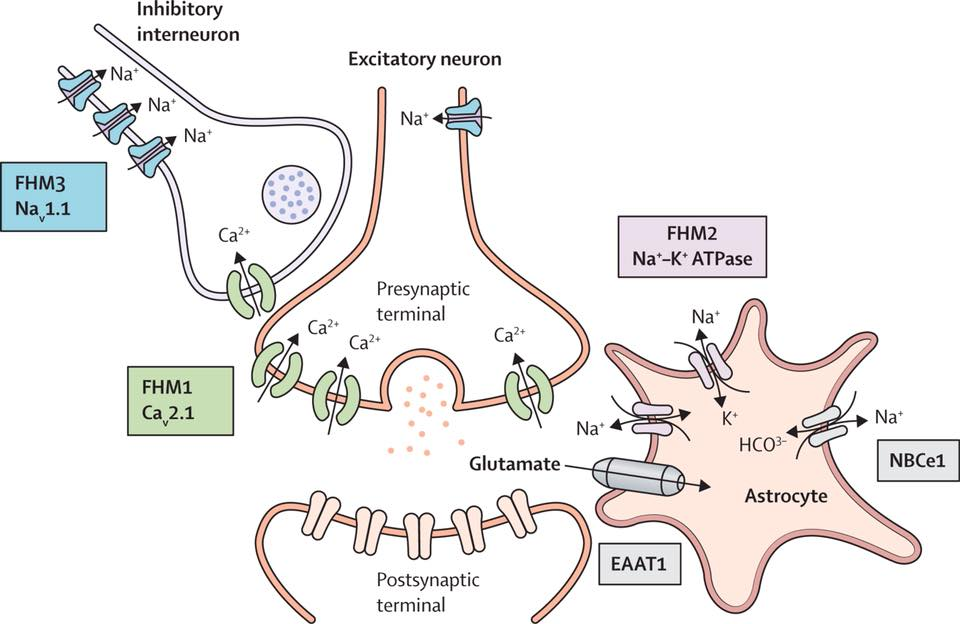 Inhibitory
interneuron
Excitatory neuron
Na⁺
Na⁺
Na⁺
Na⁺
FHM3
Naᵥ1.1
Ca²⁺
FHM2
Na⁺–K⁺ ATPase
Presynaptic
terminal
Ca²⁺
Ca²⁺
Ca²⁺
Na⁺
FHM1
Caᵥ2.1
K⁺
Na⁺
HCO³⁻
Na⁺
NBCe1
Glutamate
Astrocyte
EAAT1
Postsynaptic
terminal